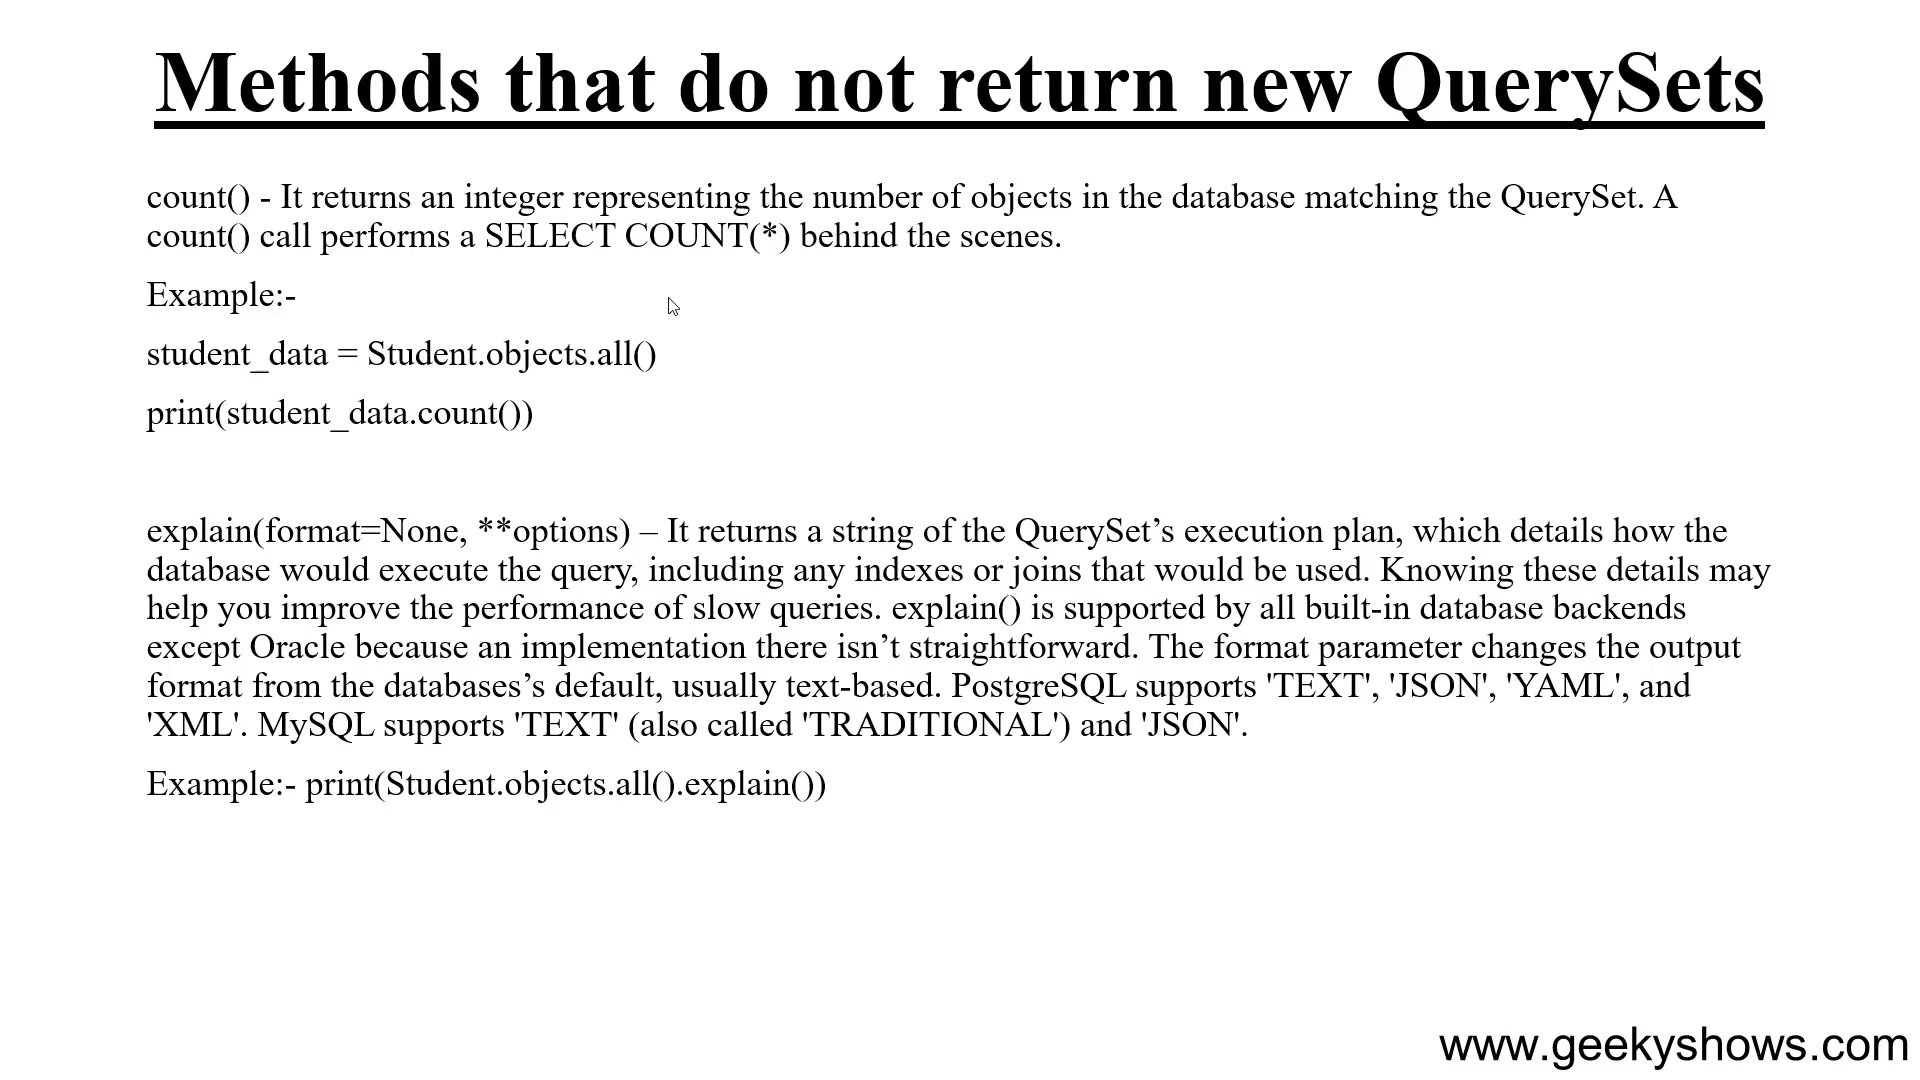 Methods that do not return new QuerySets
count() - It returns an integer representing the number of objects in the database matching the QuerySet. A
count() call performs a SELECT COUNT(*) behind the scenes.
Example:-
student_data = Student.objects.all()
print(student_data.count())
explain(format=None, **options) – It returns a string of the QuerySet’s execution plan, which details how the
database would execute the query, including any indexes or joins that would be used. Knowing these details may
help you improve the performance of slow queries. explain() is supported by all built-in database backends
except Oracle because an implementation there isn’t straightforward. The format parameter changes the output
format from the databases’s default, usually text-based. PostgreSQL supports 'TEXT', 'JSON', 'YAML', and
'XML'. MySQL supports 'TEXT' (also called 'TRADITIONAL') and 'JSON'.
Example:- print(Student.objects.all().explain())
www.geekyshows.com